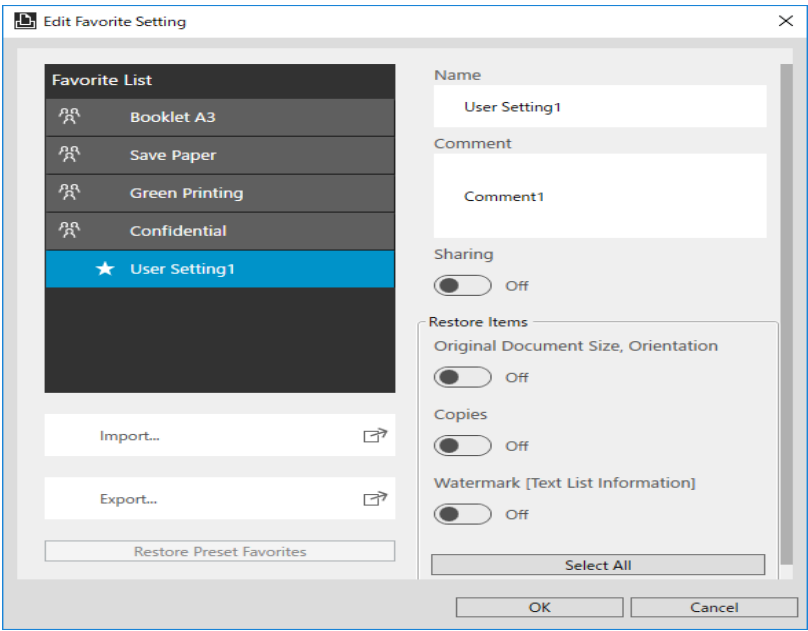 Edit Favorite Setting
Favorite List
Booklet A3
Save Paper
Green Printing
Confidential
User Setting1
Import...
Export...
Restore Preset Favorites
Name
User Setting1
Comment
Comment1
Sharing
Off
Restore Items
Original Document Size, Orientation
Off
Copies
Off
Watermark [Text List Information]
Off
Select All
OK
Cancel